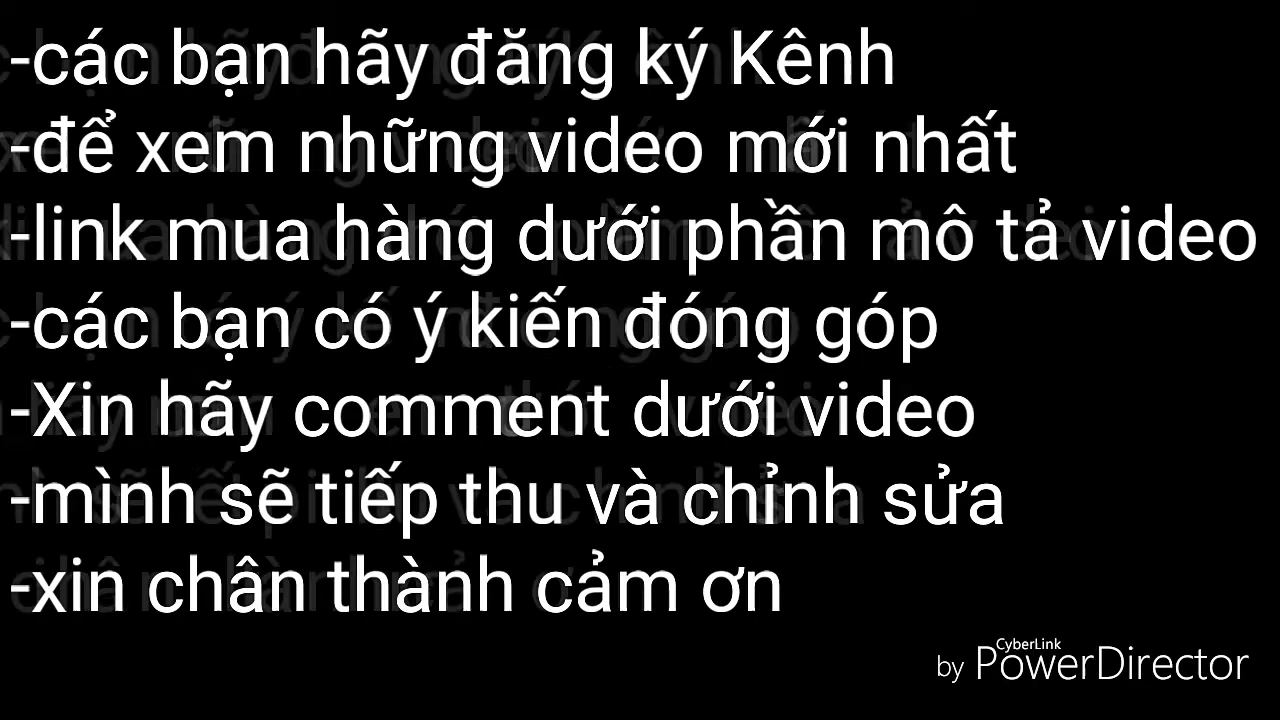 -các bạn hãy đăng ký Kênh
-để xem những video mới nhất
-link mua hàng dưới phần mô tả video
-các bạn có ý kiến đóng góp
-Xin hãy comment dưới video
-mình sẽ tiếp thu và chỉnh sửa
-xin chân thành cảm ơn
CyberLink
by PowerDirector